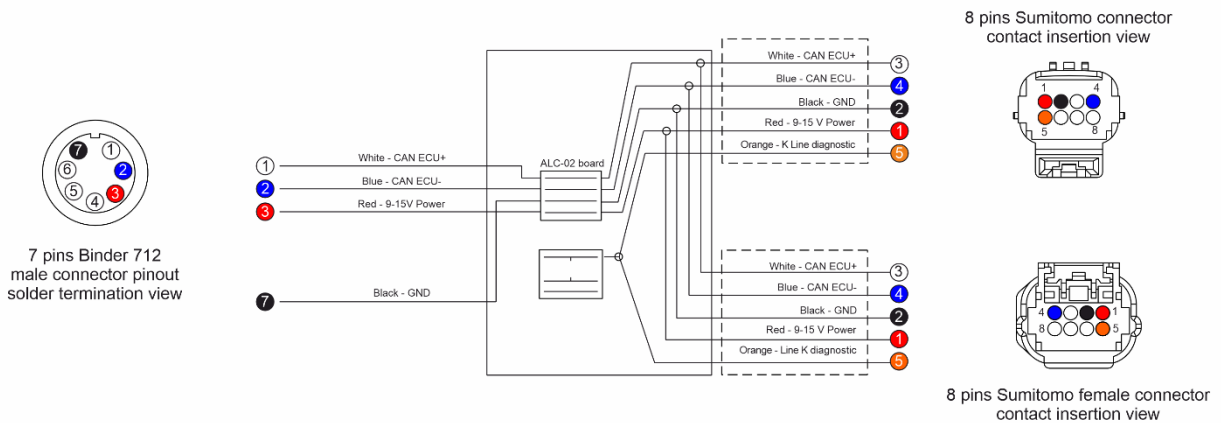 8 pins Sumitomo connector
contact insertion view
1
4
5
8
White - CAN ECU+
3
Blue - CAN ECU-
4
Black - GND
2
Red - 9-15 V Power
1
Orange - K Line diagnostic
5
7
1
6
2
5
4
3
7 pins Binder 712
male connector pinout
solder termination view
1
White - CAN ECU+
2
Blue - CAN ECU-
3
Red - 9-15V Power
7
Black - GND
ALC-02 board
White - CAN ECU+
3
Blue - CAN ECU-
4
Black - GND
2
Red - 9-15 V Power
1
Orange - Line K diagnostic
5
4
1
8
5
8 pins Sumitomo female connector
contact insertion view